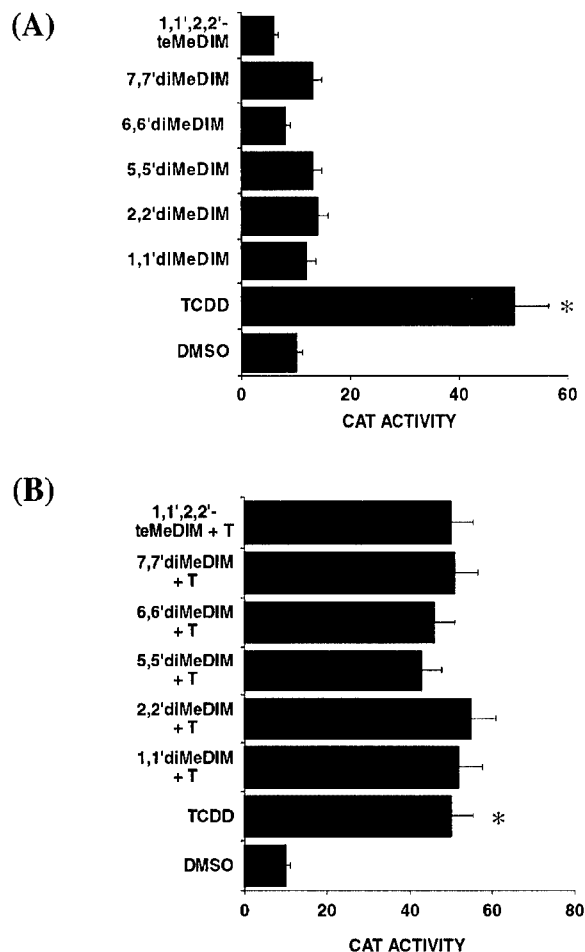 (A)
1,1',2,2'-
teMeDIM
7,7'diMeDIM
6,6'diMeDIM
5,5'diMeDIM
2,2'diMeDIM
1,1'diMeDIM
TCDD
*
DMSO
0 20 40 60
CAT ACTIVITY
(B)
1,1',2,2'-
teMeDIM + T
7,7'diMeDIM
+ T
6,6'diMeDIM
+ T
5,5'diMeDIM
+ T
2,2'diMeDIM
+ T
1,1'diMeDIM
+ T
TCDD
*
DMSO
0 20 40 60 80
CAT ACTIVITY